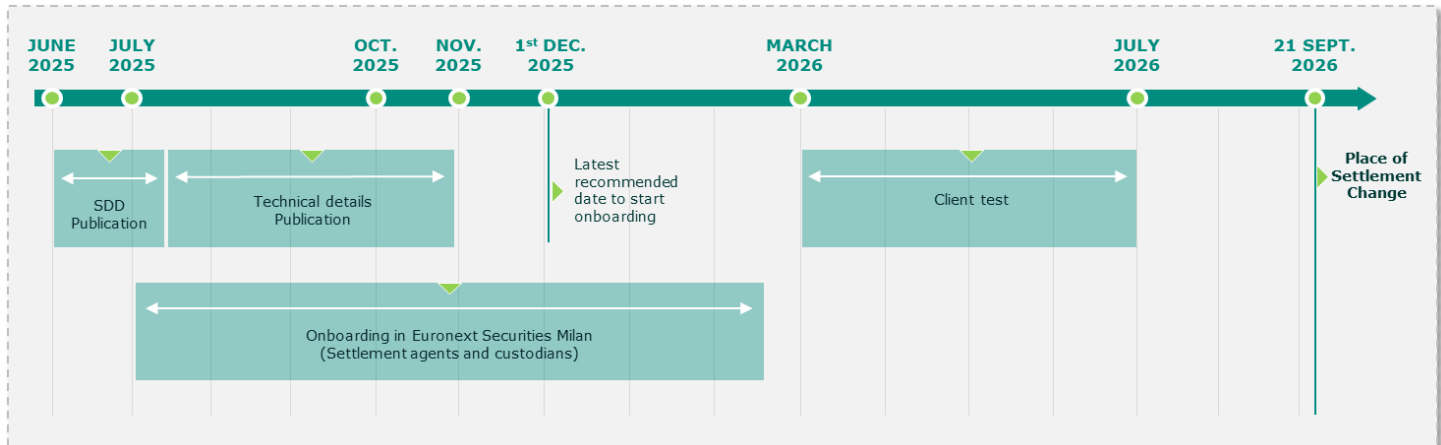 JUNE
2025
JULY
2025
OCT.
2025
NOV.
2025
1st DEC.
2025
MARCH
2026
JULY
2026
21 SEPT.
2026
SDD
Publication
Technical details
Publication
Latest
recommended
date to start
onboarding
Client test
Place of
Settlement
Change
Onboarding in Euronext Securities Milan
(Settlement agents and custodians)